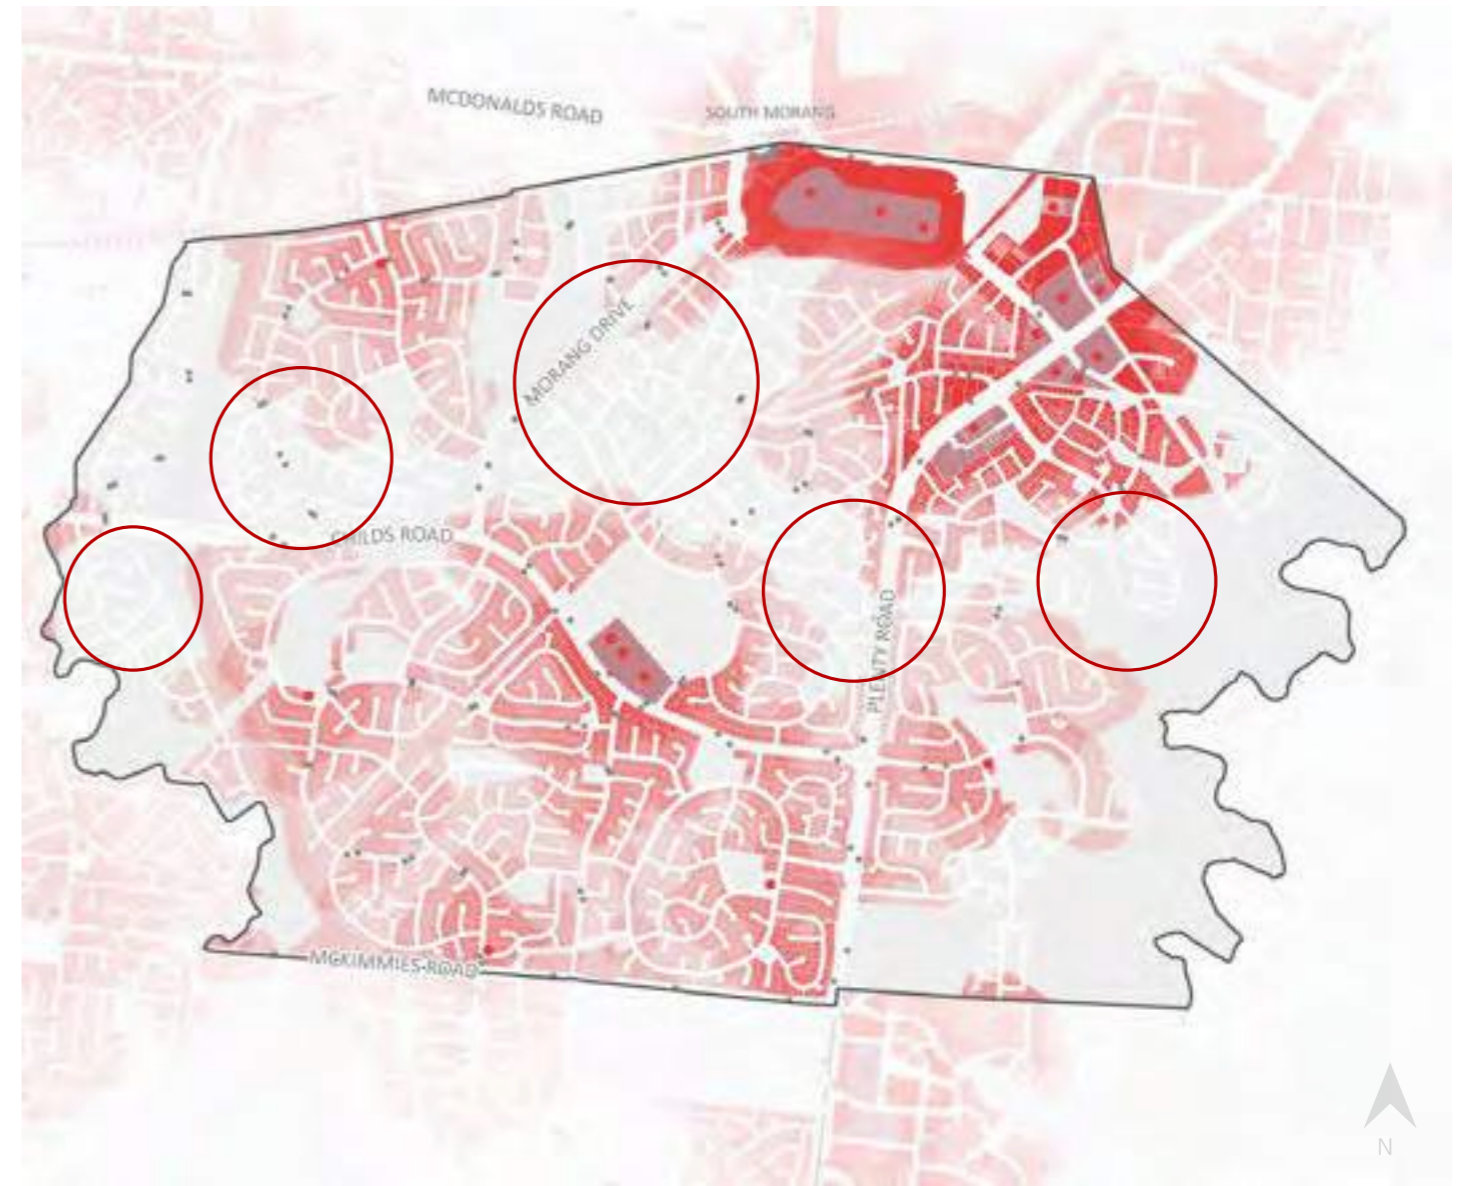 MCDONALDS ROAD
SOUTH MORANG
MORANG DRIVE
CHILDS ROAD
PLENTY ROAD
MCKIMMIES ROAD
N